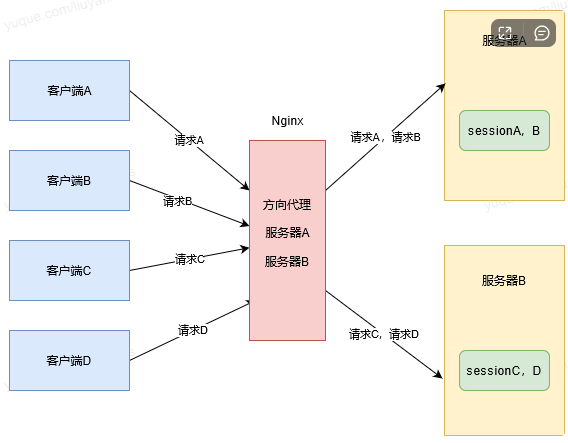 yuque.com/liuyan
服务器A
客户端A
请求A
Nginx
请求A，请求B
sessionA，B
客户端B
请求B
方向代理
服务器A
服务器B
客户端C
请求C
服务器B
客户端D
请求D
请求C，请求D
sessionC，D